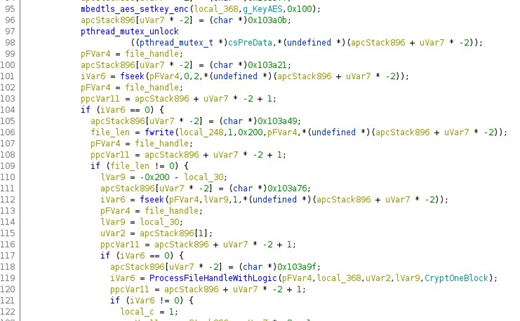 95 mbedtls_aes_setkey_enc(local_368,g_KeyAES,0x100);
96 apcStack896[uVar7 * -2] = (char *)0x103a0b;
97 pthread_mutex_unlock
98 ((pthread_mutex_t *)csPreData,*(undefined *)(apcStack896 + uVar7 * -2));
99 pFVar4 = file_handle;
100 apcStack896[uVar7 * -2] = (char *)0x103a21;
101 iVar6 = fseek(pFVar4,0,2,*(undefined *)(apcStack896 + uVar7 * -2));
102 pFVar4 = file_handle;
103 ppcVar11 = apcStack896 + uVar7 * -2 + 1;
104 if (iVar6 == 0) {
105 apcStack896[uVar7 * -2] = (char *)0x103a49;
106 file_len = fwrite(local_248,1,0x200,pFVar4,*(undefined *)(apcStack896 + uVar7 * -2));
107 pFVar4 = file_handle;
108 ppcVar11 = apcStack896 + uVar7 * -2 + 1;
109 if (file_len != 0) {
110 lVar9 = -0x200 - local_30;
111 apcStack896[uVar7 * -2] = (char *)0x103a76;
112 iVar6 = fseek(pFVar4,lVar9,1,*(undefined *)(apcStack896 + uVar7 * -2));
113 pFVar4 = file_handle;
114 lVar9 = local_30;
115 uVar2 = apcStack896[1];
116 ppcVar11 = apcStack896 + uVar7 * -2 + 1;
117 if (iVar6 == 0) {
118 apcStack896[uVar7 * -2] = (char *)0x103a9f;
119 iVar6 = ProcessFileHandleWithLogic(pFVar4,local_368,uVar2,lVar9,CryptOneBlock);
120 ppcVar11 = apcStack896 + uVar7 * -2 + 1;
121 if (iVar6 != 0) {
122 local_c = 1;